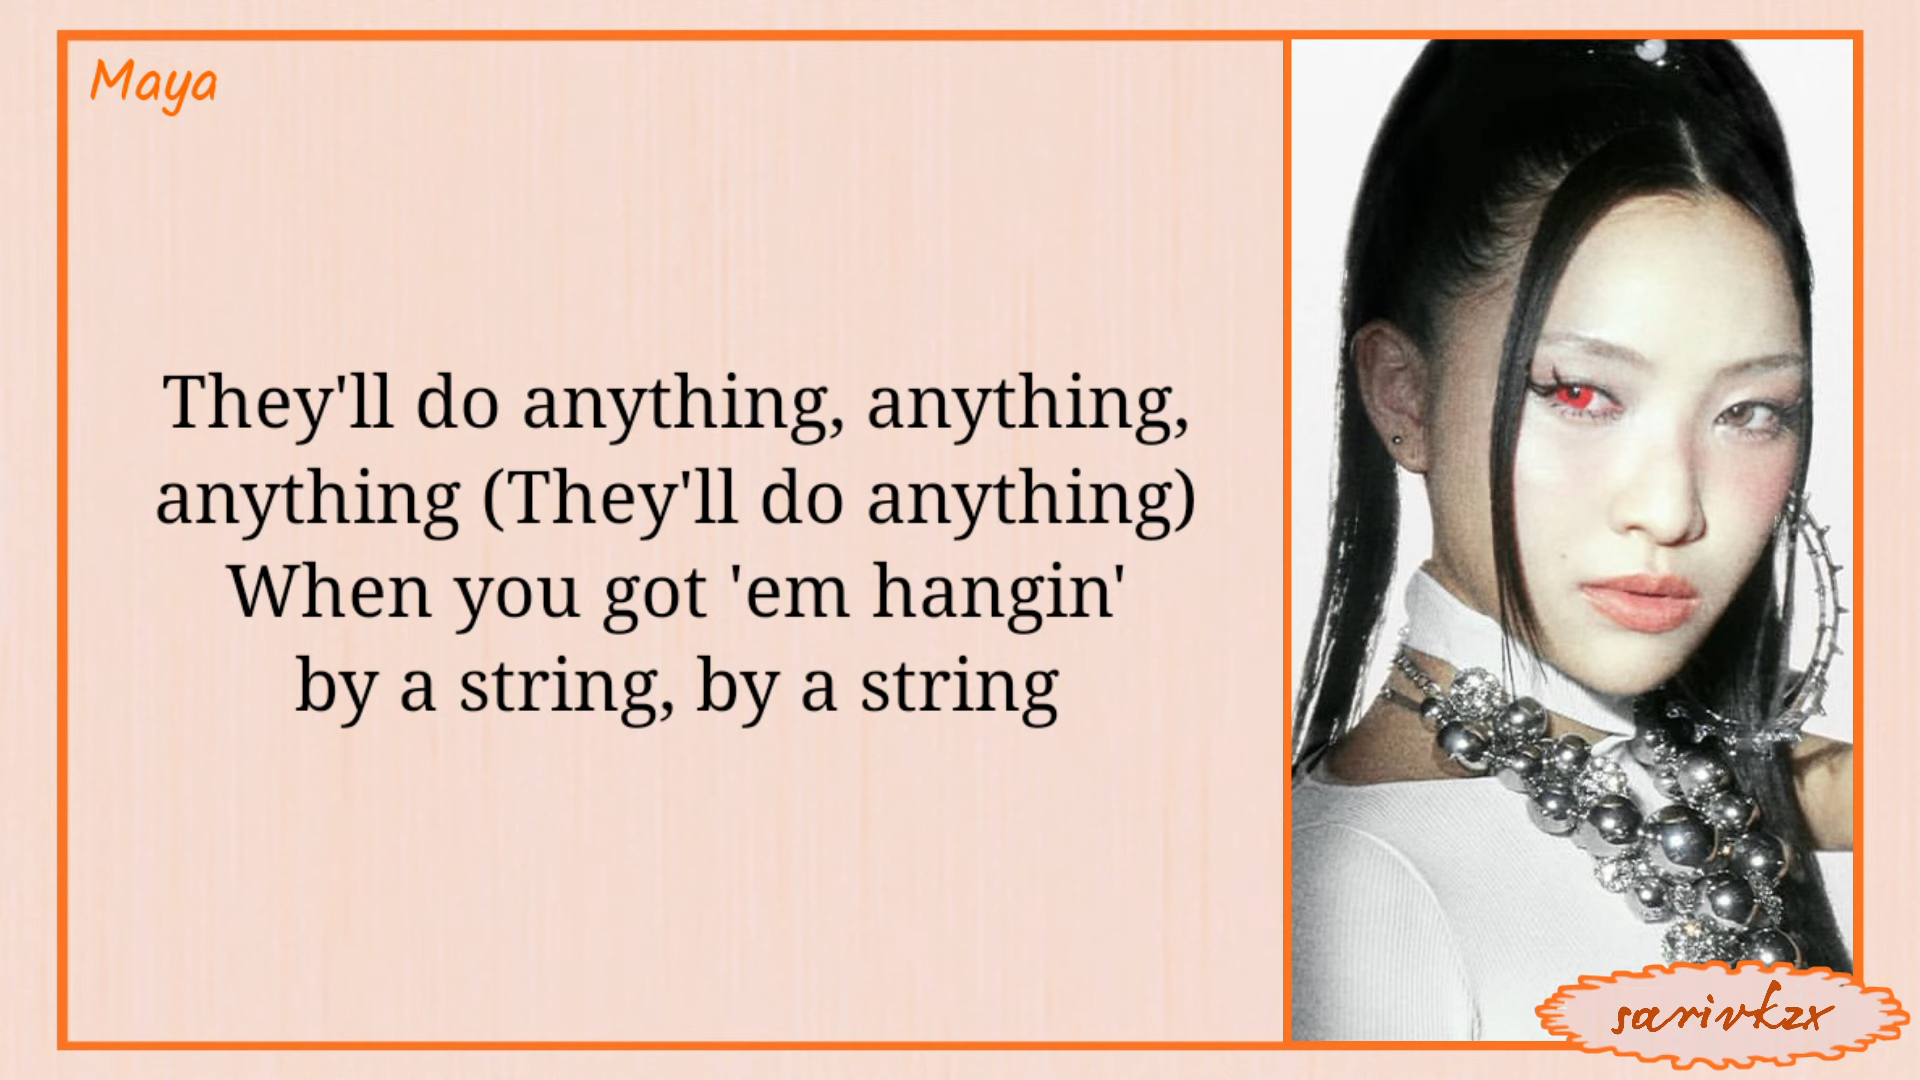 Maya
They'll do anything, anything,
anything (They'll do anything)
When you got 'em hangin'
by a string, by a string
sarivkzx